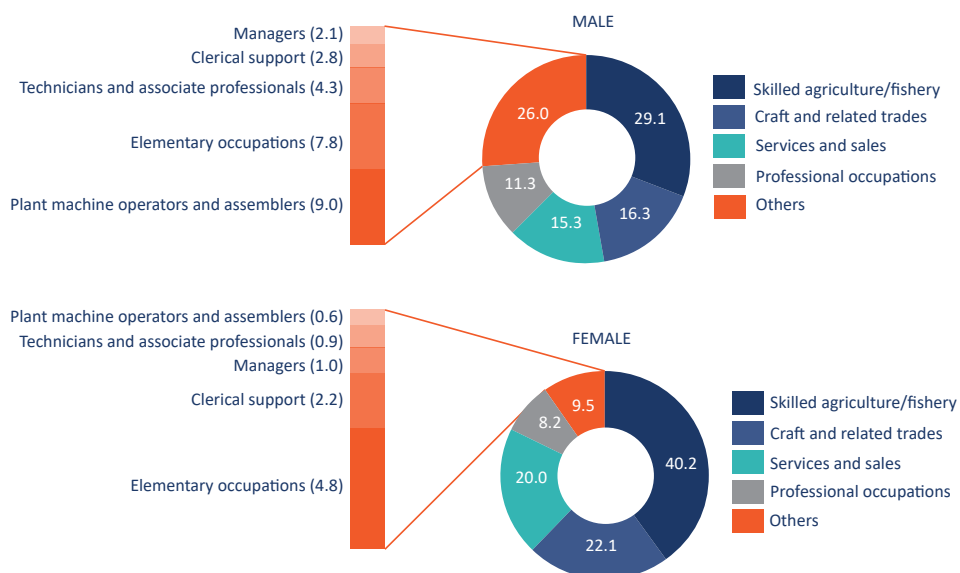 MALE
Managers (2.1)
Clerical support (2.8)
Technicians and associate professionals (4.3)
Elementary occupations (7.8)
Plant machine operators and assemblers (9.0)
26.0
29.1
11.3
16.3
15.3
Skilled agriculture/fishery
Craft and related trades
Services and sales
Professional occupations
Others
FEMALE
Plant machine operators and assemblers (0.6)
Technicians and associate professionals (0.9)
Managers (1.0)
Clerical support (2.2)
Elementary occupations (4.8)
9.5
8.2
40.2
20.0
22.1
Skilled agriculture/fishery
Craft and related trades
Services and sales
Professional occupations
Others